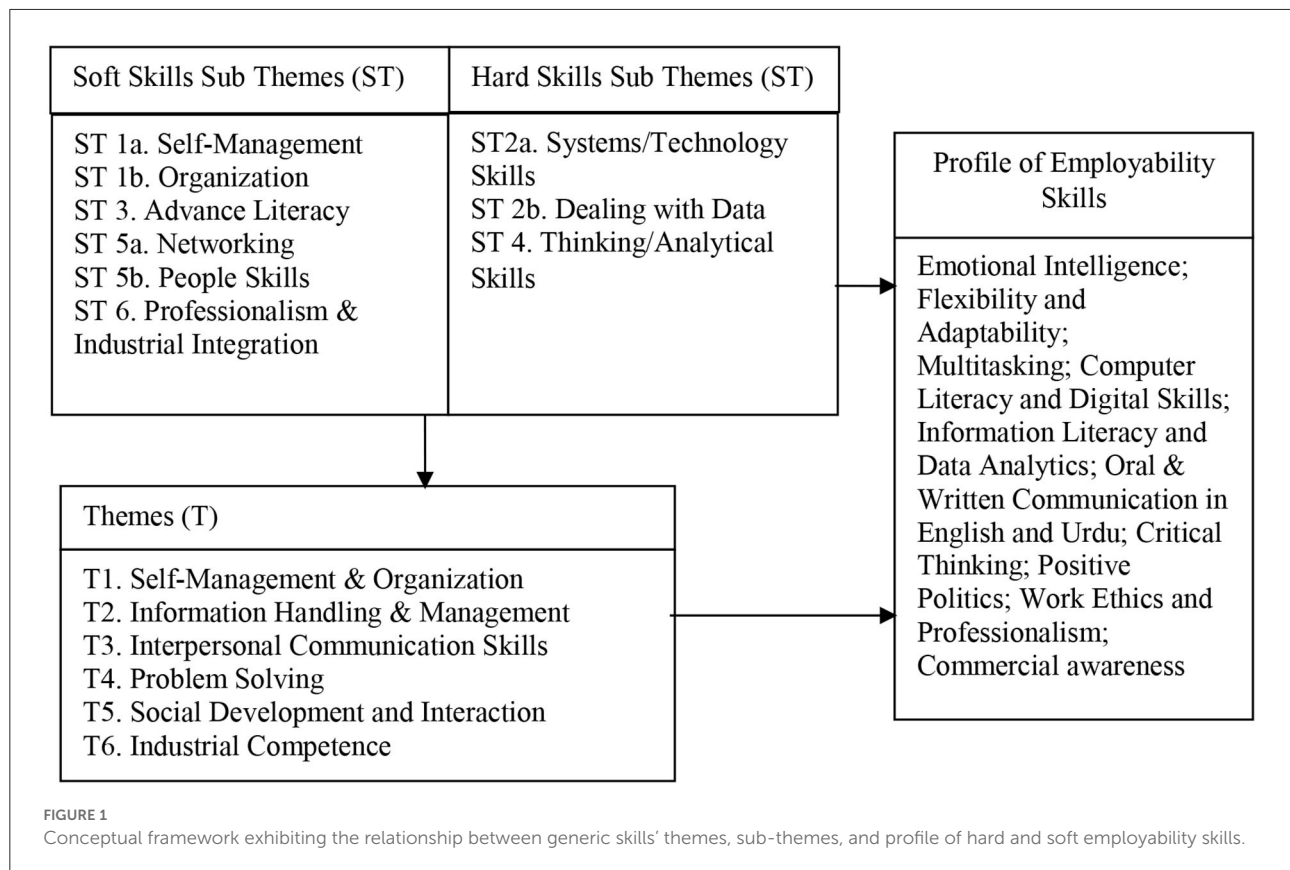 Soft Skills Sub Themes (ST)
ST 1a. Self-Management
ST 1b. Organization
ST 3. Advance Literacy
ST 5a. Networking
ST 5b. People Skills
ST 6. Professionalism &
Industrial Integration
Hard Skills Sub Themes (ST)
ST2a. Systems/Technology
Skills
ST 2b. Dealing with Data
ST 4. Thinking/Analytical
Skills
Profile of Employability
Skills
Emotional Intelligence;
Flexibility and
Adaptability;
Multitasking; Computer
Literacy and Digital Skills;
Information Literacy and
Data Analytics; Oral &
Written Communication in
English and Urdu; Critical
Thinking; Positive
Politics; Work Ethics and
Professionalism;
Commercial awareness
Themes (T)
T1. Self-Management & Organization
T2. Information Handling & Management
T3. Interpersonal Communication Skills
T4. Problem Solving
T5. Social Development and Interaction
T6. Industrial Competence
FIGURE 1
Conceptual framework exhibiting the relationship between generic skills’ themes, sub-themes, and profile of hard and soft employability skills.